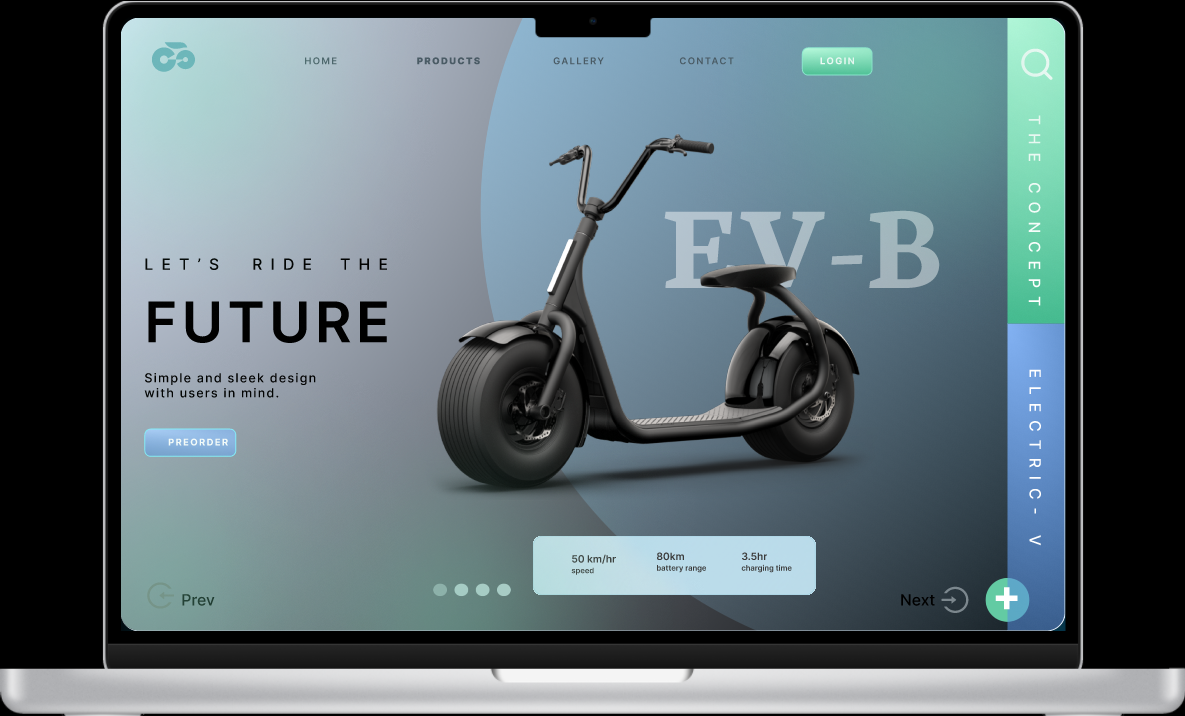 HOME
PRODUCTS
GALLERY
CONTACT
LOGIN
THE CONCEPT
EV-B
LET’S RIDE THE
FUTURE
Simple and sleek design
with users in mind.
PREORDER
ELECTRIC- V
50 km/hr
speed
80km
battery range
3.5hr
charging time
Prev
Next